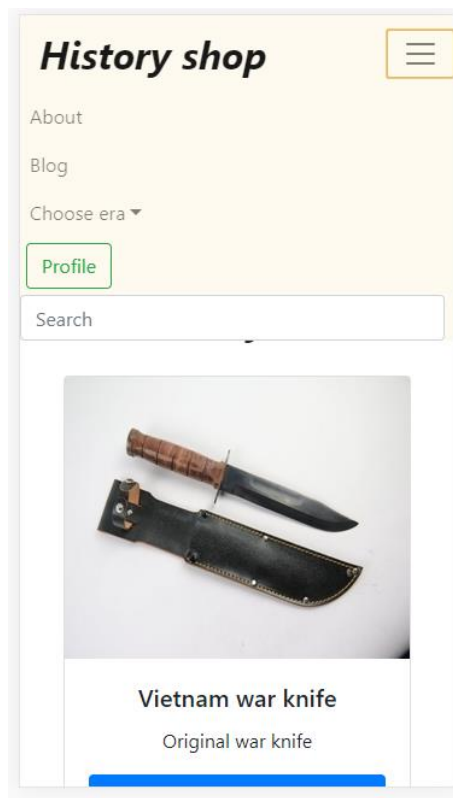 History shop
About
Blog
Choose era
Profile
Search
Vietnam war knife
Original war knife